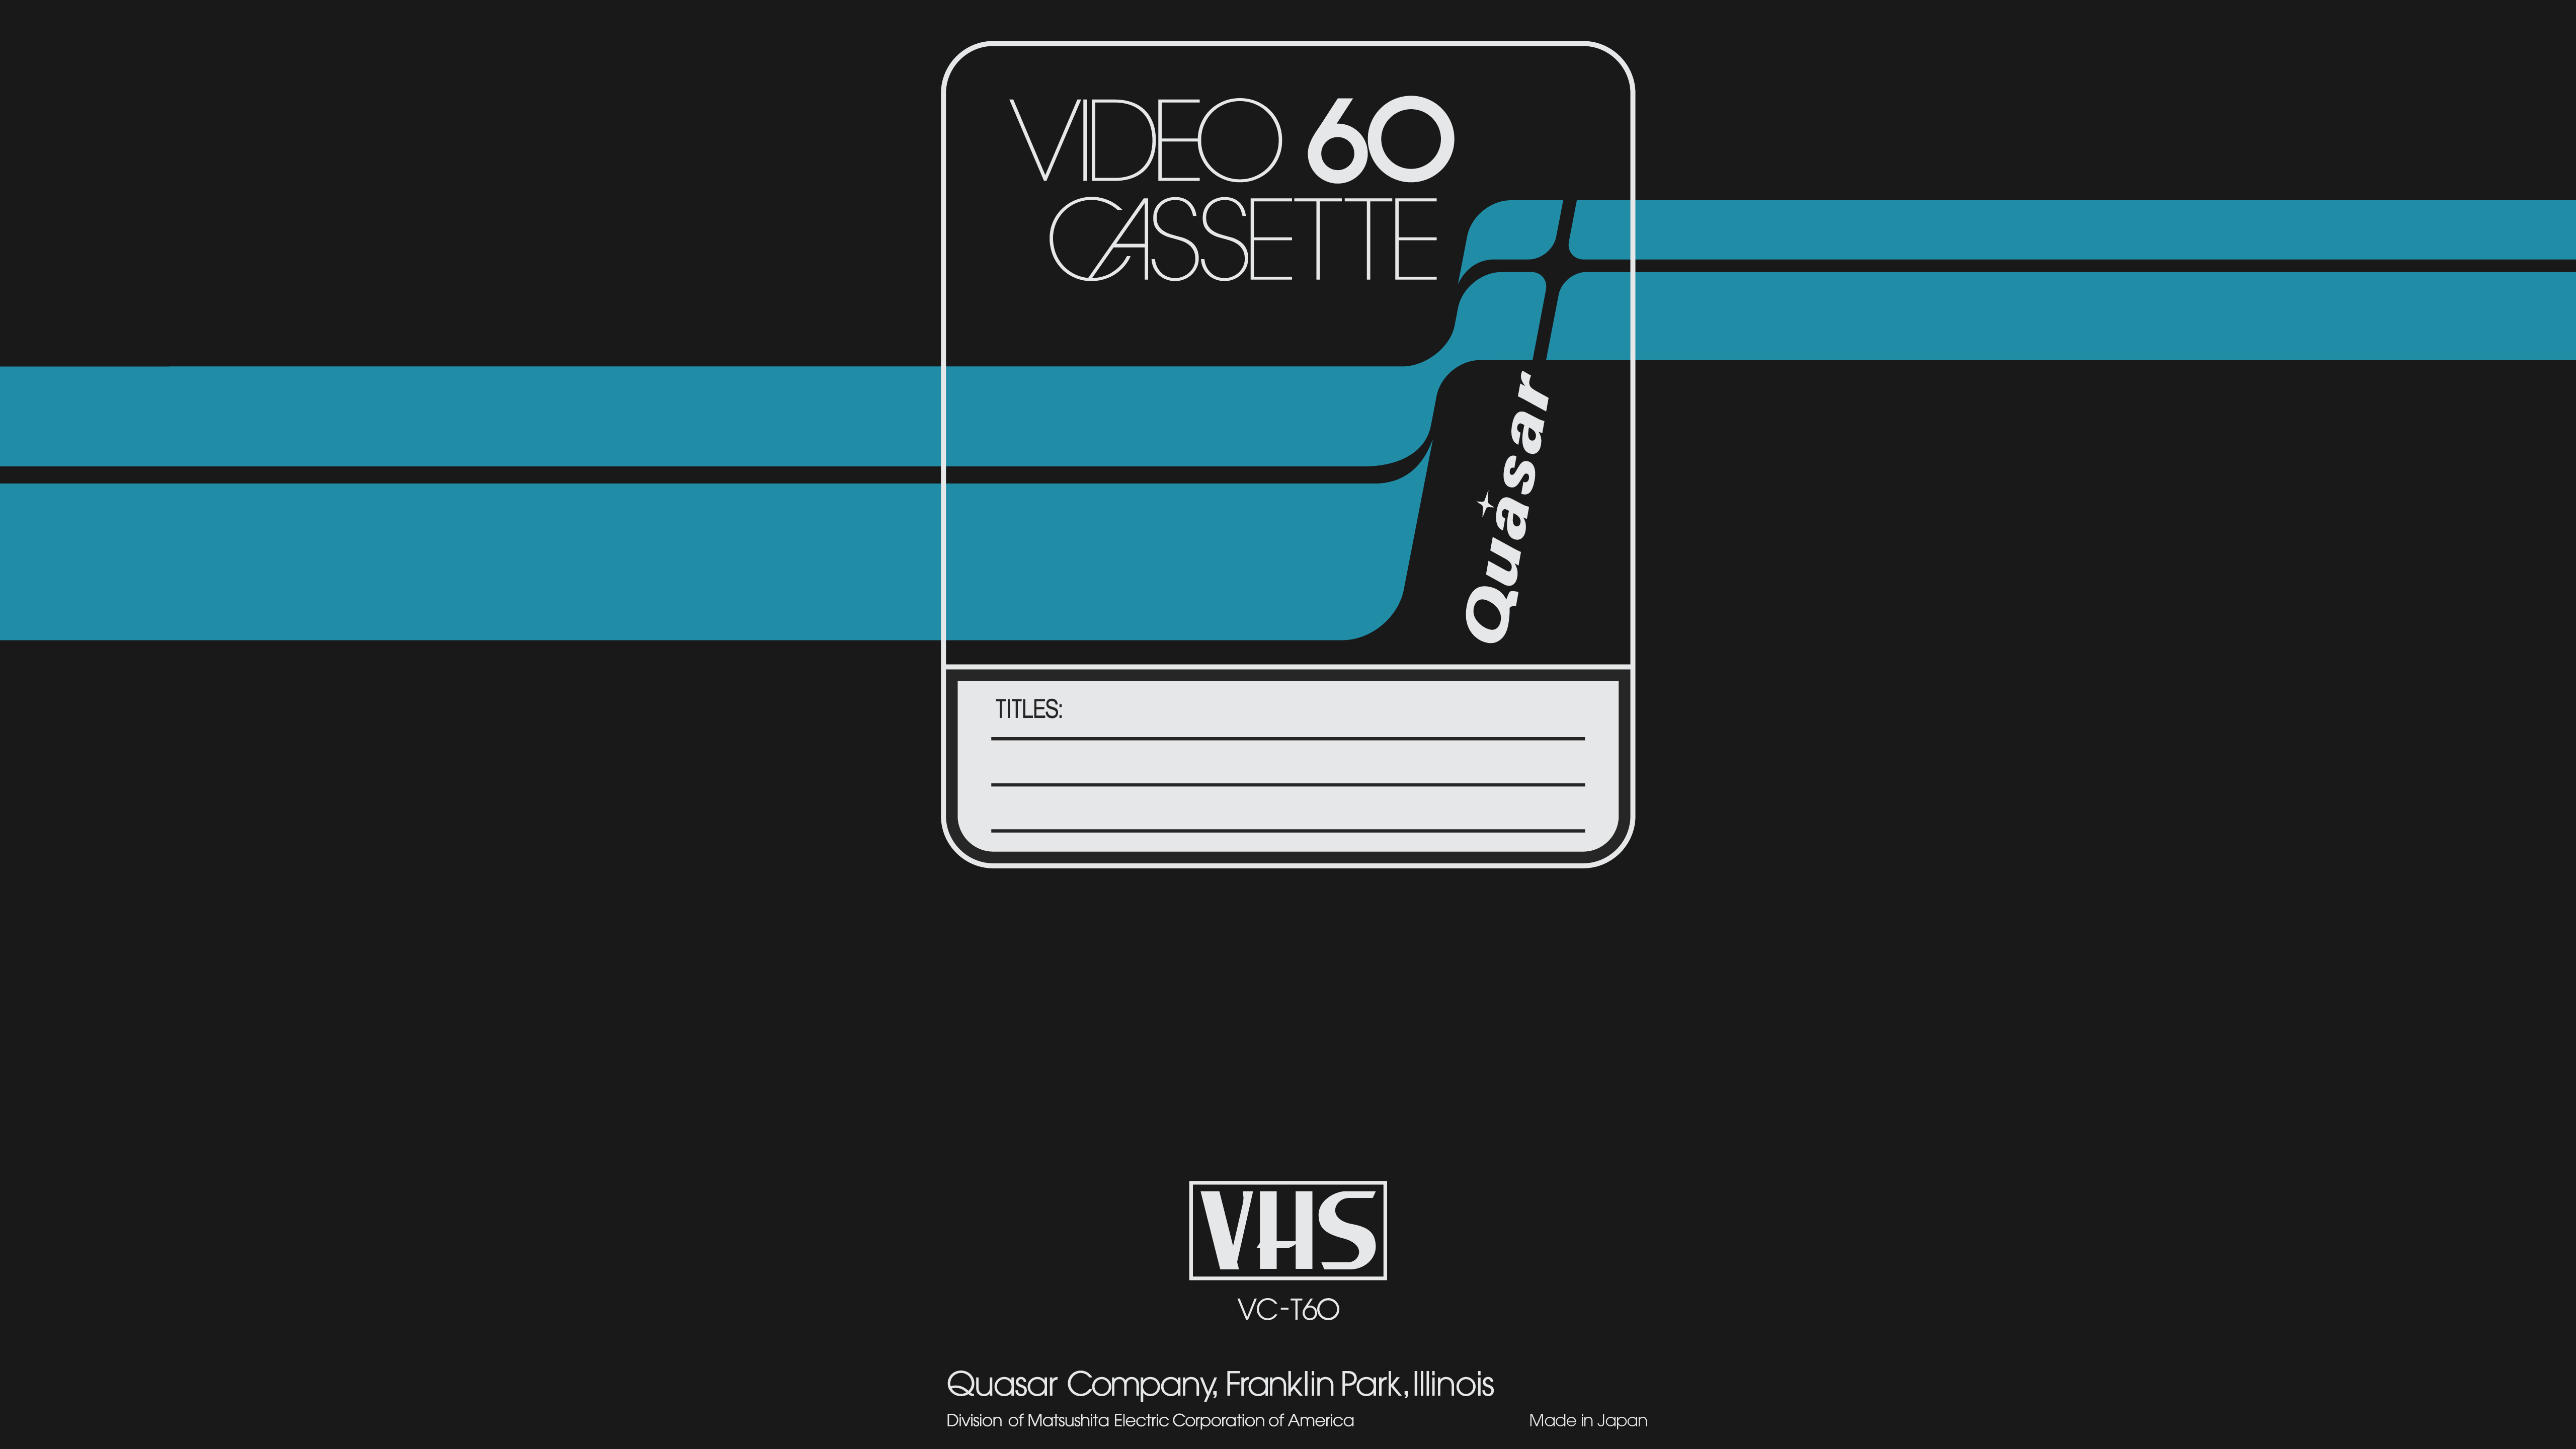 VIDEO 60
CASSETTE
Quasar
TITLES:
VHS
VC-T60
Quasar Company, Franklin Park, Illinois
Division of Matsushita Electric Corporation of America
Made in Japan